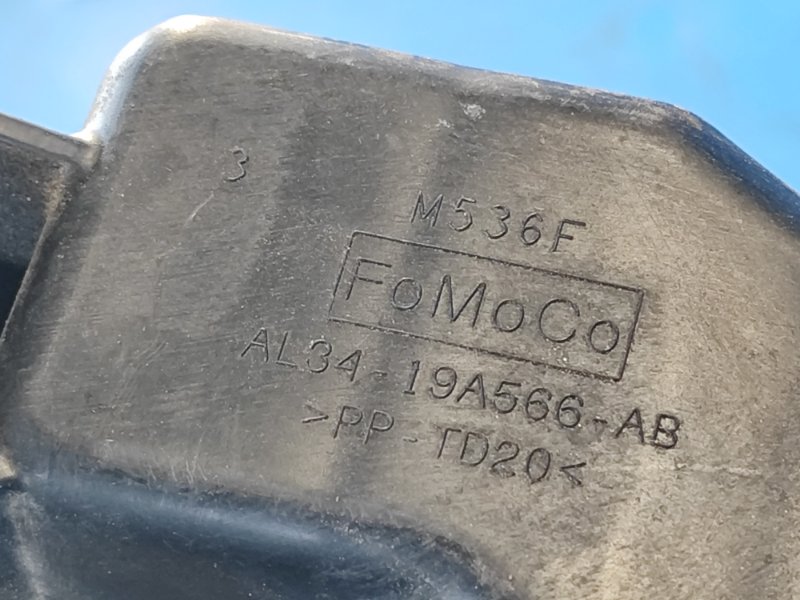 3
M536F
FoMoCo
AL34-19A566-AB
>PP-TD20<